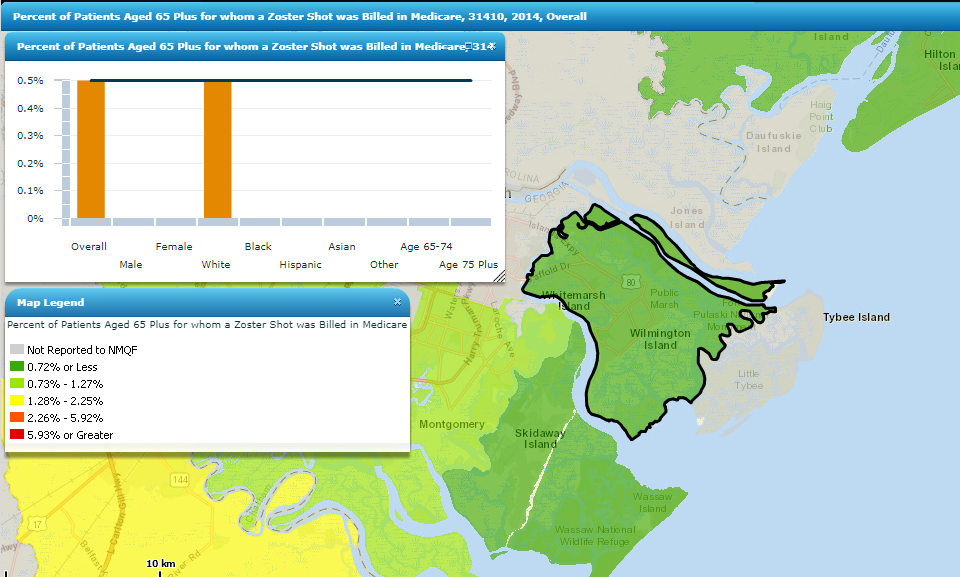 Percent of Patients Aged 65 Plus for whom a Zoster Shot was Billed in Medicare, 31410, 2014, Overall
Percent of Patients Aged 65 Plus for whom a Zoster Shot was Billed in Medicare, 314
0.5%
0.4%
0.3%
0.2%
0.1%
0%
Overall
Female
Black
Asian
Age 65-74
Male
White
Hispanic
Other
Age 75 Plus
Map Legend
Percent of Patients Aged 65 Plus for whom a Zoster Shot was Billed in Medicare
Not Reported to NMQF
0.72% or Less
0.73% - 1.27%
1.28% - 2.25%
2.26% - 5.92%
5.93% or Greater
Island
Hilton
Haig
Point
Club
Daufuskie
Island
GEORGIA
Jones
Island
80
Whitemarsh
Island
Public
Marsh
Wilmington
Island
Tybee Island
Little
Tybee
Montgomery
Skidaway
Island
Wassaw
Island
Wassaw National
Wildlife Refuge
144
17
10 km